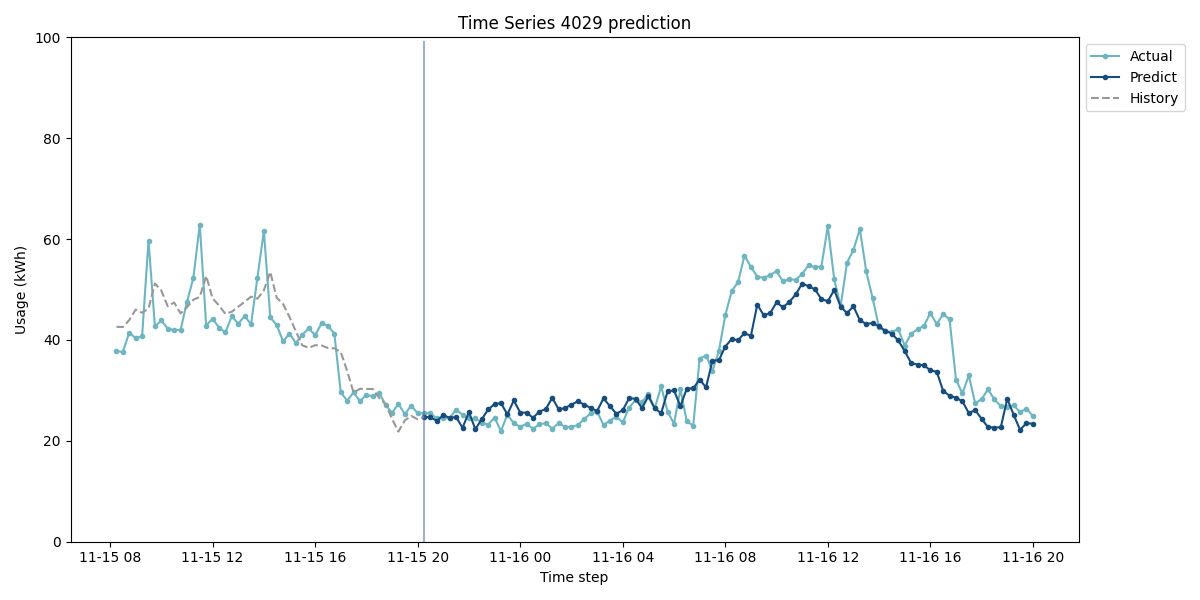 Time Series 4029 prediction
100
80
60
40
20
0
Usage (kWh)
11-15 08
11-15 12
11-15 16
11-15 20
11-16 00
11-16 04
11-16 08
11-16 12
11-16 16
11-16 20
Time step
Actual
Predict
History